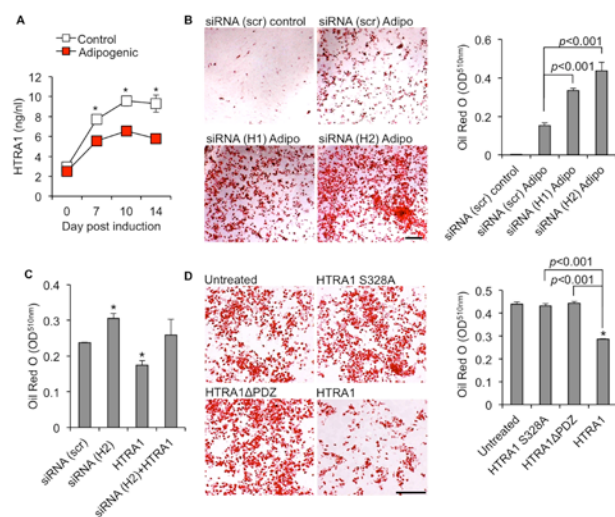 A
Control
Adipogenic
HTRA1 (ng/nl)
12
10
8
6
4
2
0
*
*
*
0
7
10
14
Day post induction
B
siRNA (scr) control
siRNA (scr) Adipo
siRNA (H1) Adipo
siRNA (H2) Adipo
Oil Red O (OD510nm)
0.6
0.4
0.2
0
p<0.001
p<0.001
siRNA (scr) control
siRNA (scr) Adipo
siRNA (H1) Adipo
siRNA (H2) Adipo
C
Oil Red O (OD510nm)
0.4
0.3
0.2
0.1
0
*
*
siRNA (scr)
siRNA (H2)
HTRA1
siRNA (H2)+HTRA1
D
Untreated
HTRA1 S328A
HTRA1ΔPDZ
HTRA1
Oil Red O (OD510nm)
0.5
0.4
0.3
0.2
0.1
0
p<0.001
p<0.001
*
Untreated
HTRA1 S328A
HTRA1ΔPDZ
HTRA1